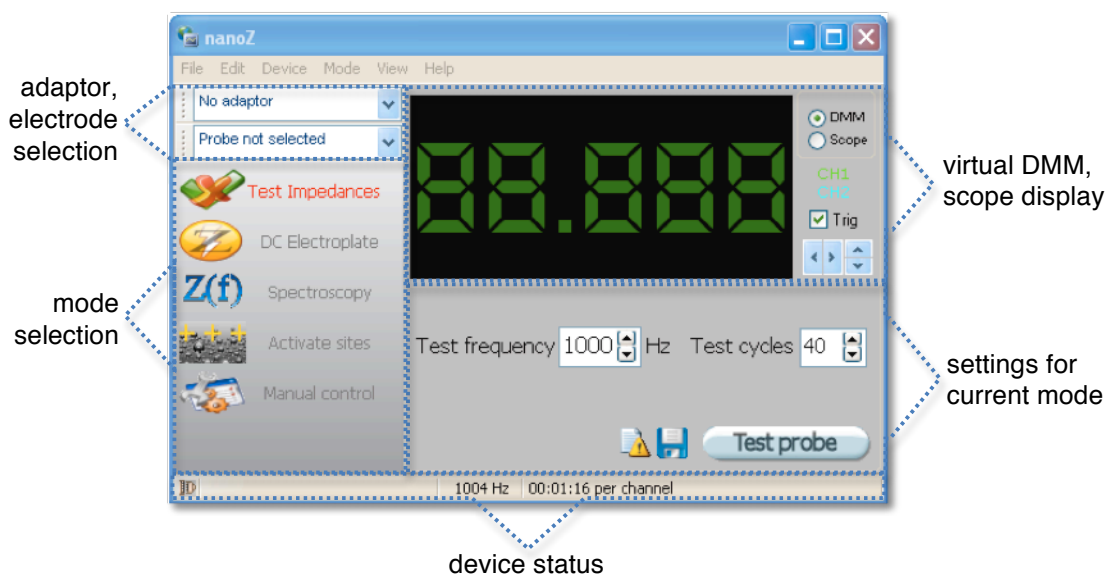 nanoZ
File Edit Device Mode View Help
adaptor,
electrode
selection
No adaptor
Probe not selected
88.888
DMM
Scope
CH1
CH2
Trig
virtual DMM,
scope display
Test Impedances
DC Electroplate
Z(f) Spectroscopy
Activate sites
Manual control
mode
selection
Test frequency 1000 Hz Test cycles 40
settings for
current mode
Test probe
1004 Hz 00:01:16 per channel
device status